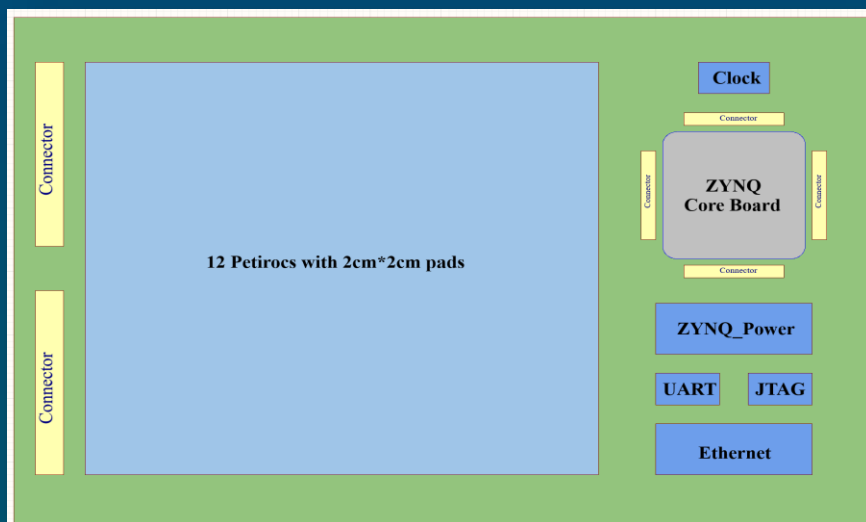 Connector
Connector
12 Petirocs with 2cm*2cm pads
Clock
Connector
Connector
ZYNQ
Core Board
Connector
Connector
ZYNQ_Power
UART
JTAG
Ethernet